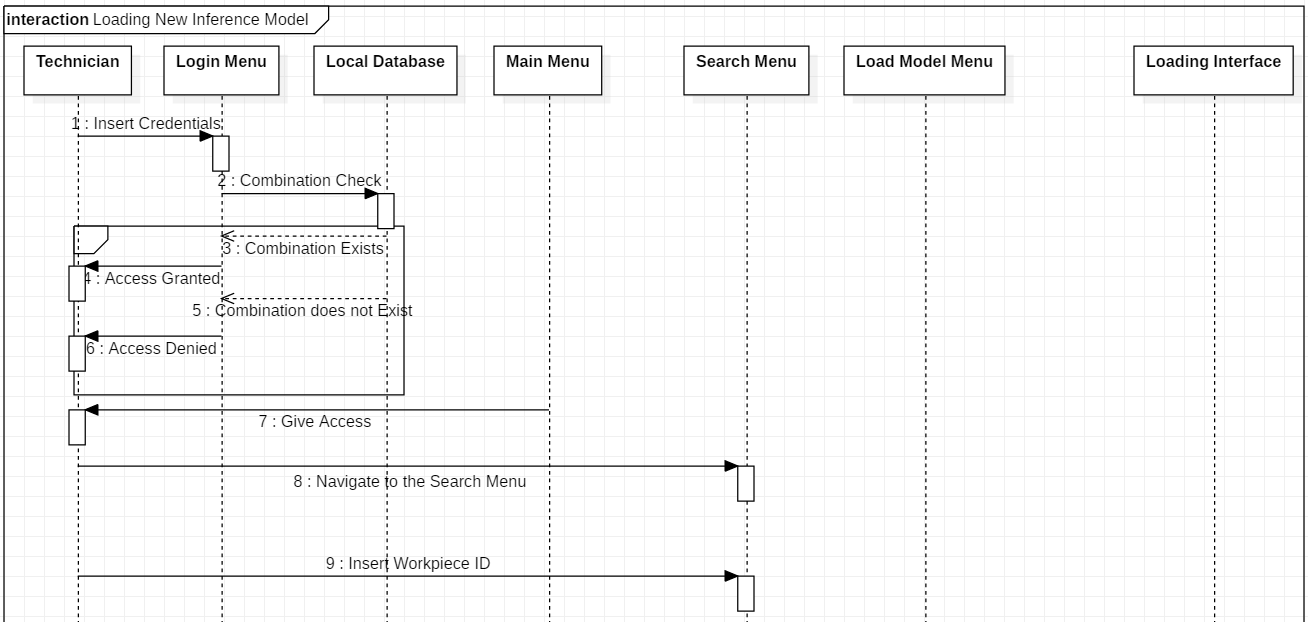 interaction Loading New Inference Model
Technician
Login Menu
Local Database
Main Menu
Search Menu
Load Model Menu
Loading Interface
1 : Insert Credentials
2 : Combination Check
3 : Combination Exists
4 : Access Granted
5 : Combination does not Exist
6 : Access Denied
7 : Give Access
8 : Navigate to the Search Menu
9 : Insert Workpiece ID